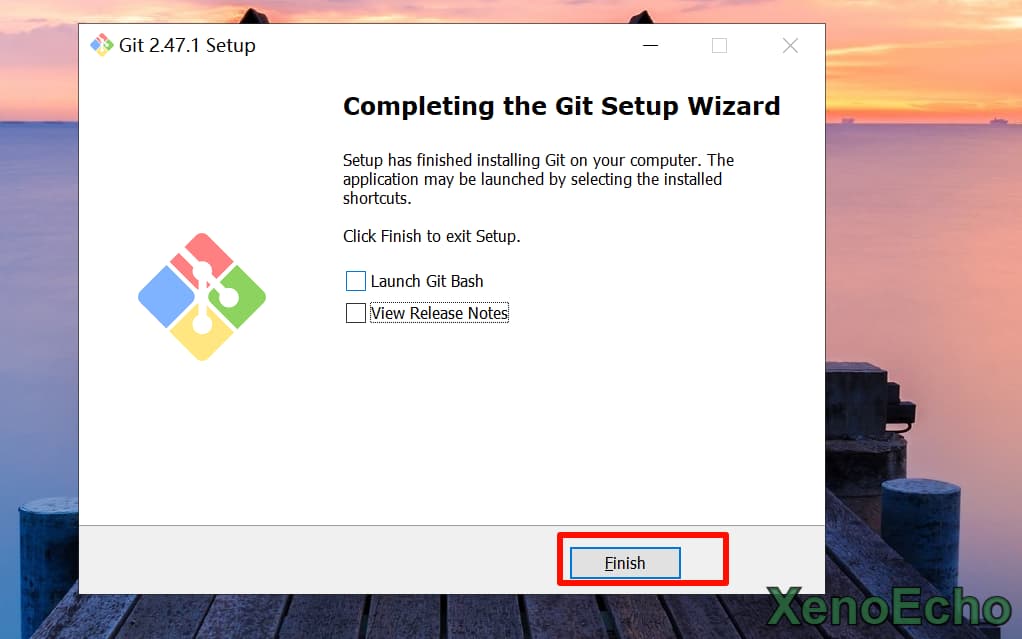 Git 2.47.1 Setup
Completing the Git Setup Wizard
Setup has finished installing Git on your computer. The
application may be launched by selecting the installed
shortcuts.
Click Finish to exit Setup.
Launch Git Bash
View Release Notes
Finish
XenoEcho